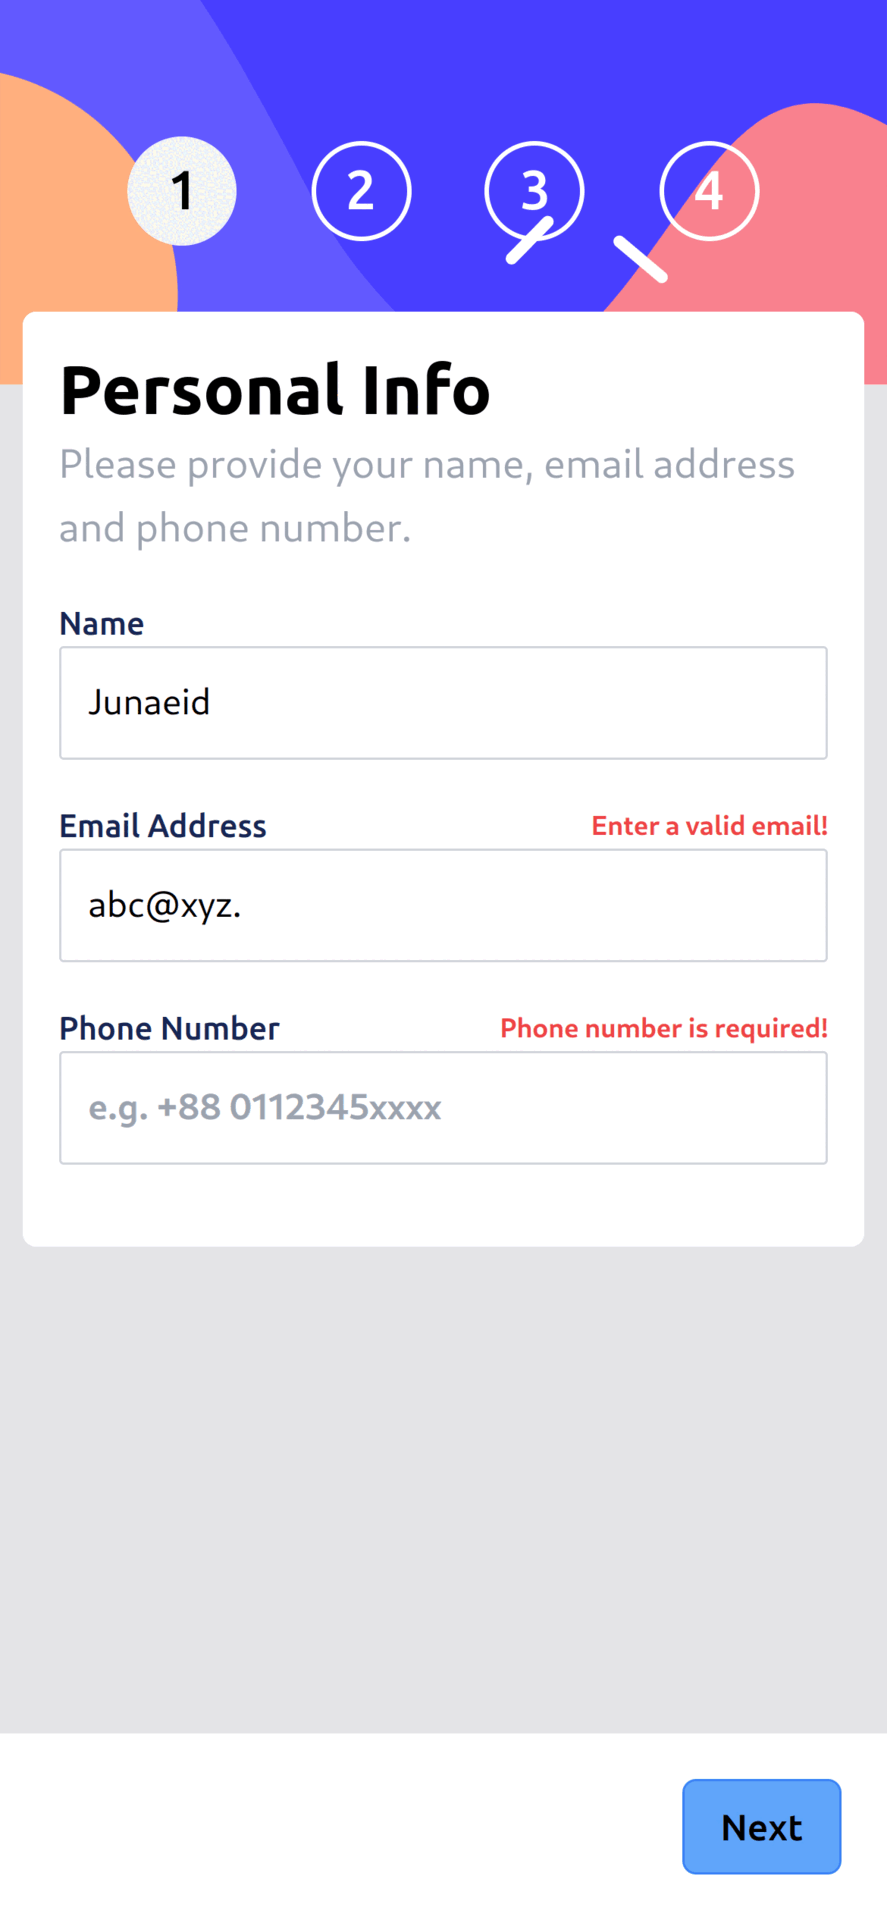 1 2 3 4
Personal Info
Please provide your name, email address
and phone number.
Name
Junaeid
Email Address Enter a valid email!
abc@xyz.
Phone Number Phone number is required!
e.g. +88 0112345xxxx
Next